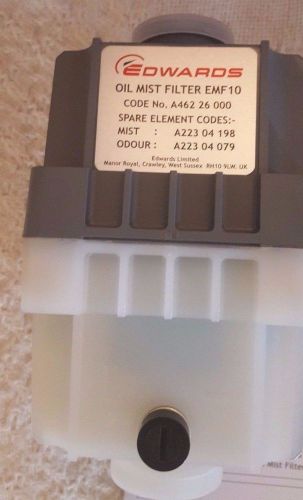 EDWARDS
OIL MIST FILTER EMF10
CODE No. A462 26 000
SPARE ELEMENT CODES:-
MIST : A223 04 198
ODOUR : A223 04 079
Edwards Limited
Manor Royal, Crawley, West Sussex RH10 9LW. UK
Mist Filter